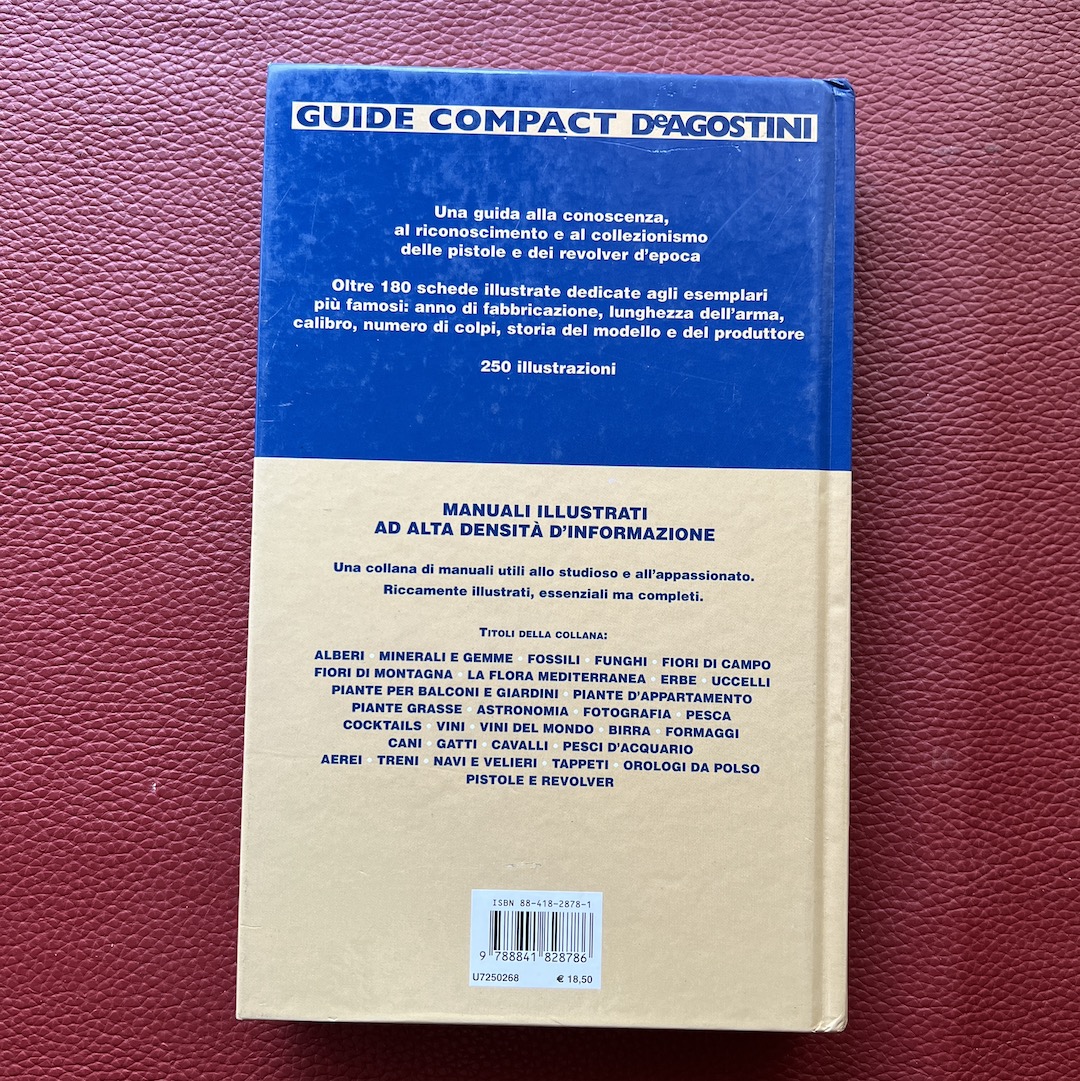 GUIDE COMPACT DeAGOSTINI
Una guida alla conoscenza,
al riconoscimento e al collezionismo
delle pistole e dei revolver d'epoca
Oltre 180 schede illustrate dedicate agli esemplari
più famosi: anno di fabbricazione, lunghezza dell'arma,
calibro, numero di colpi, storia del modello e del produttore
250 illustrazioni
MANUALI ILLUSTRATI
AD ALTA DENSITÀ D'INFORMAZIONE
Una collana di manuali utili allo studioso e all'appassionato.
Riccamente illustrati, essenziali ma completi.
TITOLI DELLA COLLANA:
ALBERI • MINERALI E GEMME • FOSSILI • FUNGHI • FIORI DI CAMPO
FIORI DI MONTAGNA • LA FLORA MEDITERRANEA • ERBE • UCCELLI
PIANTE PER BALCONI E GIARDINI • PIANTE D'APPARTAMENTO
PIANTE GRASSE • ASTRONOMIA • FOTOGRAFIA • PESCA
COCKTAILS • VINI • VINI DEL MONDO • BIRRA • FORMAGGI
CANI • GATTI • CAVALLI • PESCI D'ACQUARIO
AEREI • TRENI • NAVI E VELIERI • TAPPETI • OROLOGI DA POLSO
PISTOLE E REVOLVER
ISBN 88-418-2878-1
9 788841 828786
U7250268 € 18,50